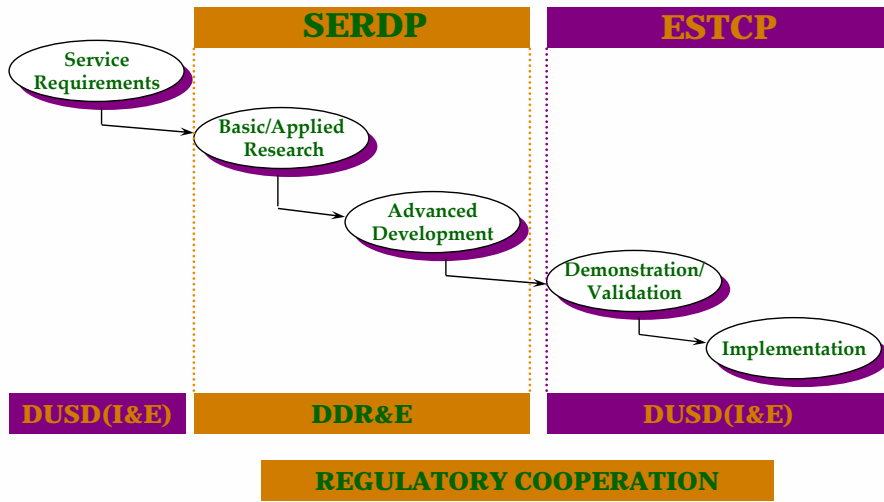 SERDP
ESTCP
Service
Requirements
Basic/Applied
Research
Advanced
Development
Demonstration/
Validation
Implementation
DUSD(I&E)
DDR&E
DUSD(I&E)
REGULATORY COOPERATION